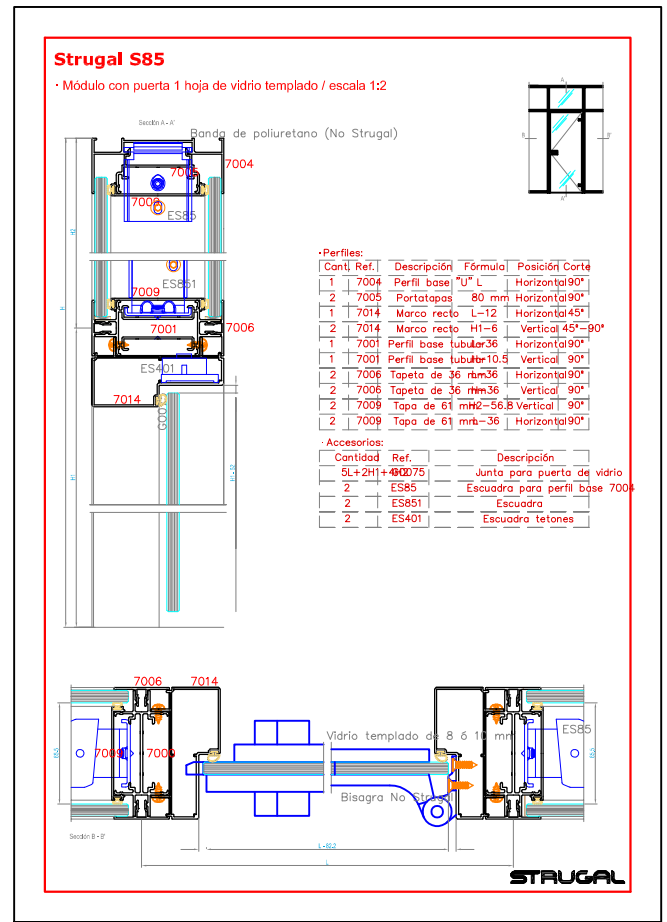 Strugal S85
· Módulo con puerta 1 hoja de vidrio templado / escala 1:2
Sección A - A'
Banda de poliuretano (No Strugal)
7004
7005
7009
ES85
ES851
7009
7006
7001
ES401
7014
H2
H
H1
A
B'
B
A'
·Perfiles:
Cant. Ref. Descripción Fórmula Posición Corte
1 7004 Perfil base "U" L Horizontal 90°
2 7005 Portatapas 80 mm Horizontal 90°
1 7014 Marco recto L-12 Horizontal 45°
2 7014 Marco recto H1-6 Vertical 45°-90°
1 7001 Perfil base tubular L-36 Horizontal 90°
1 7001 Perfil base tubular H-10.5 Vertical 90°
2 7006 Tapeta de 36 mm L-36 Horizontal 90°
2 7006 Tapeta de 36 mm H-36 Vertical 90°
2 7009 Tapa de 61 mm H2-56.8 Vertical 90°
2 7009 Tapa de 61 mm L-36 Horizontal 90°
· Accesorios:
Cantidad Ref. Descripción
5L+2H1+4H2 G0075 Junta para puerta de vidrio
2 ES85 Escuadra para perfil base 7004
2 ES851 Escuadra
2 ES401 Escuadra tetones
7006 7014
Vidrio templado de 8 ó 10 mm
ES85
7009
Bisagra No Strugal
Sección B - B'
L
STRUGAL